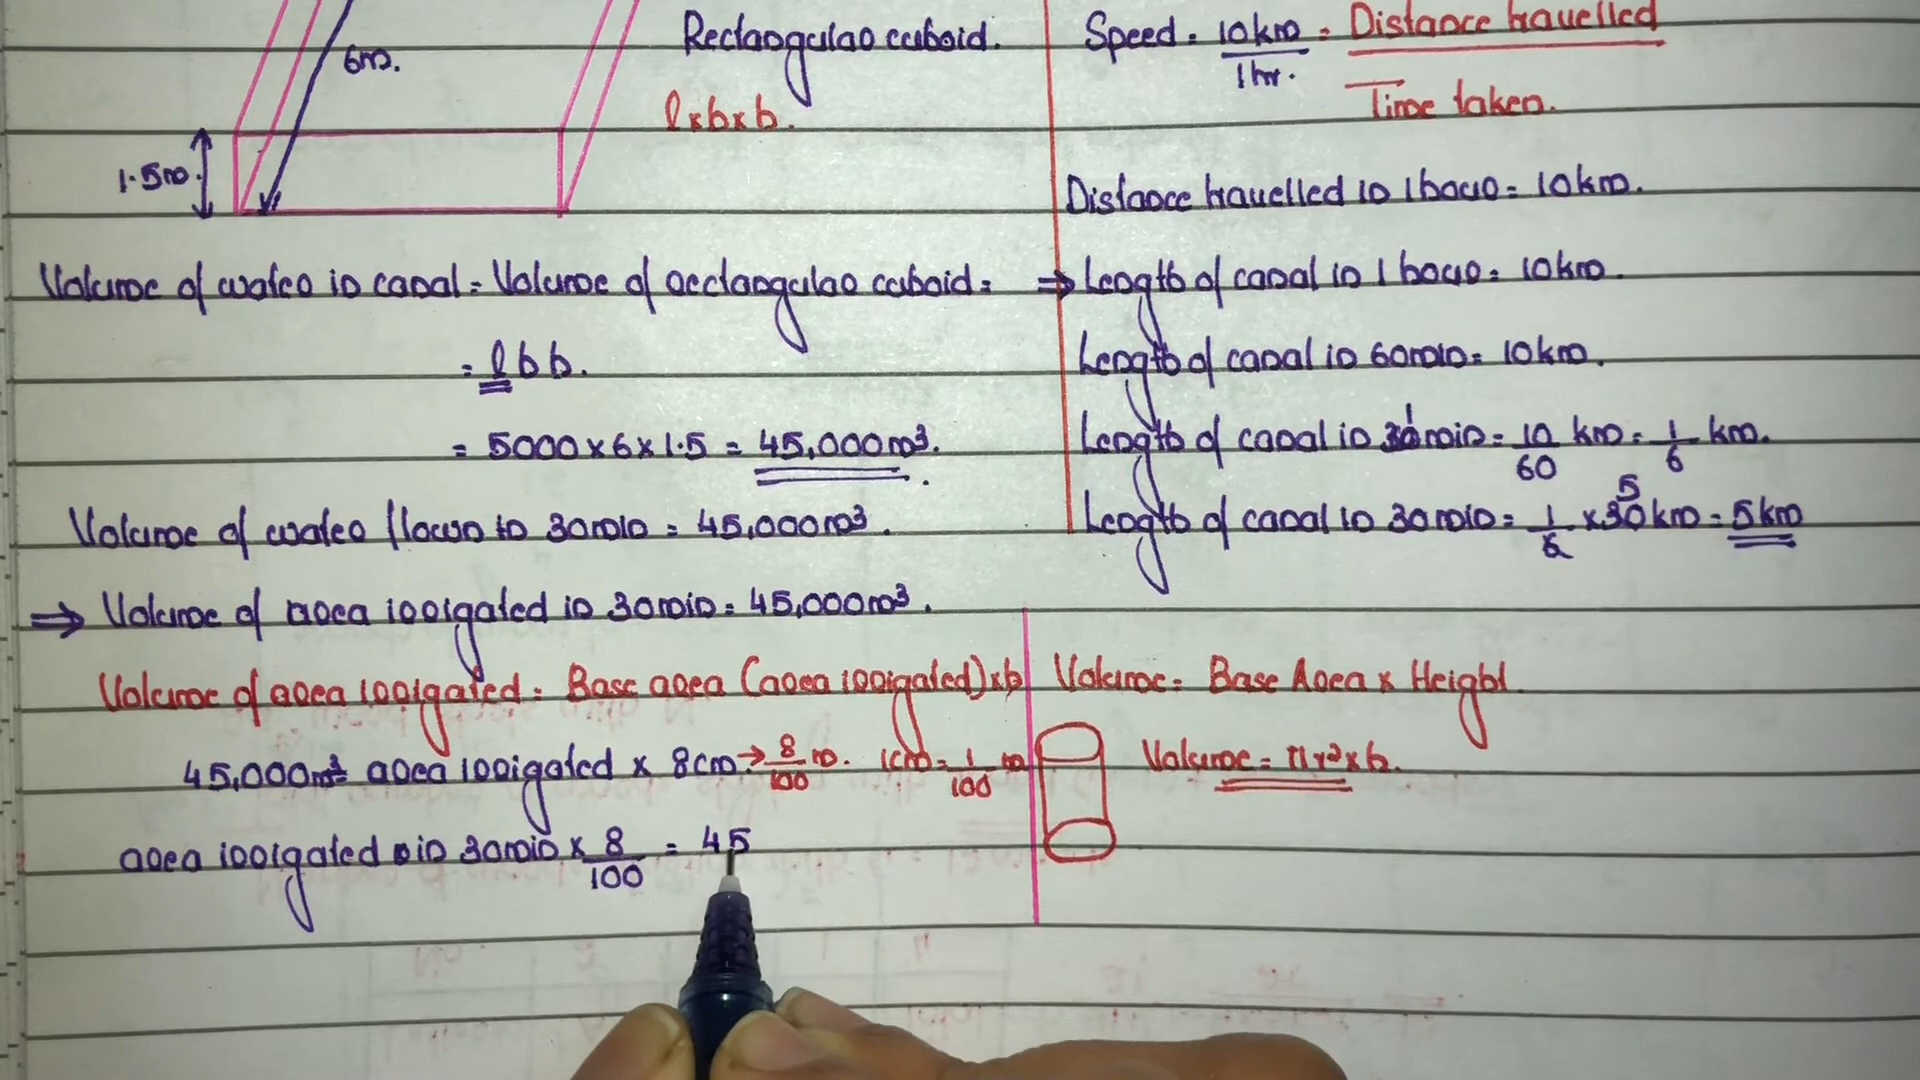 6m.
Rectangular cuboid.
l×b×h.
1.5m.
Volume of water in canal = Volume of rectangular cuboid =
= l b h.
= 5000 × 6 × 1.5 = 45,000m³.
Volume of water flown in 30min = 45,000m³.
⇒ Volume of area irrigated in 30min = 45,000m³.
Volume of area irrigated = Base area (area irrigated)×h
45,000m³ = area irrigated × 8cm → 8/100 m. 1cm = 1/100 m
area irrigated in 30min × 8/100 = 45
Speed = 10km/1hr. = Distance travelled/Time taken.
Distance travelled in 1hour = 10km.
⇒ Length of canal in 1hour = 10km.
Length of canal in 60min = 10km.
Length of canal in 1min = 10/60 km = 1/6 km.
Length of canal in 30min = 1/6 × 30 km = 5km
5
Volume = Base Area × Height.
Volume = πr²×h.